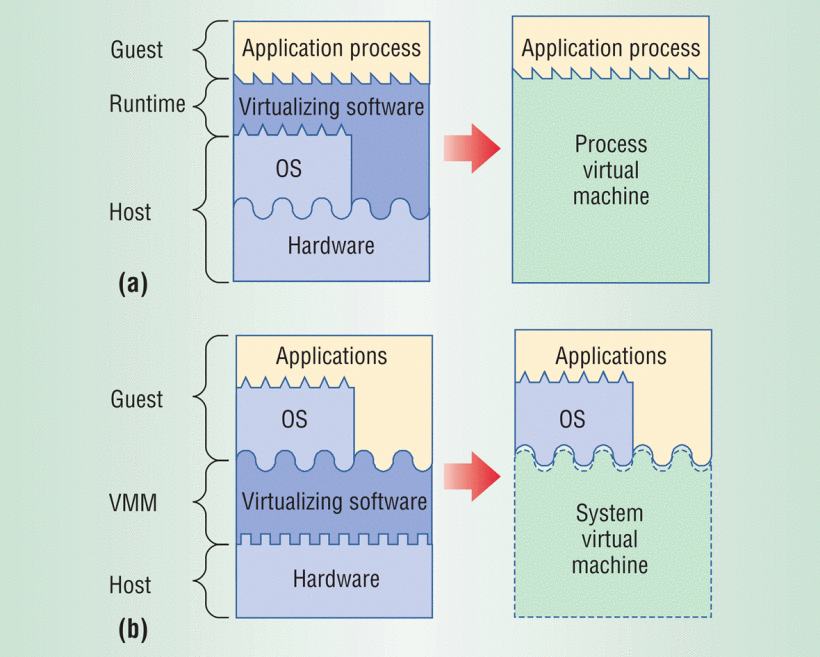 Guest
Application process
Application process
Runtime
Virtualizing software
OS
Process
virtual
machine
Host
Hardware
(a)
Applications
Applications
Guest
OS
OS
VMM
Virtualizing software
System
virtual
machine
Host
Hardware
(b)